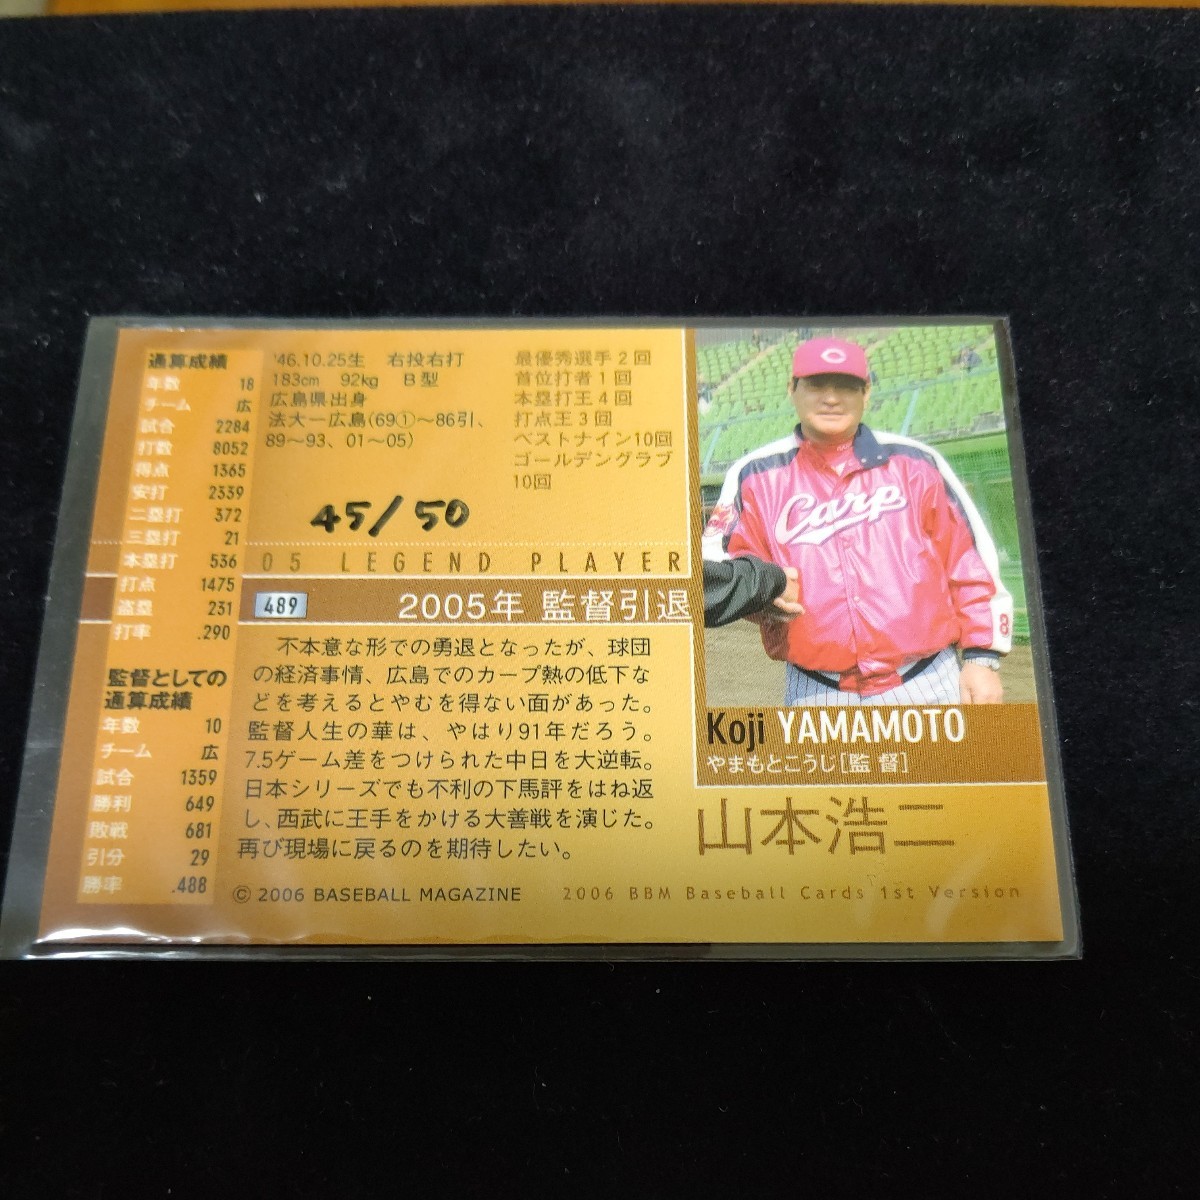 通算成績
年数 18
チーム 広
試合 2284
打数 8052
得点 1365
安打 2339
二塁打 372
三塁打 21
本塁打 536
打点 1475
盗塁 231
打率 .290
監督としての
通算成績
年数 10
チーム 広
試合 1359
勝利 649
敗戦 681
引分 29
勝率 .488
'46.10.25生 右投右打
183cm 92kg B型
広島県出身
法大―広島(69①〜86引、
89〜93、01〜05)
最優秀選手2回
首位打者1回
本塁打王4回
打点王3回
ベストナイン10回
ゴールデングラブ
10回
45/50
05 LEGEND PLAYER
489
2005年 監督引退
不本意な形での勇退となったが、球団
の経済事情、広島でのカープ熱の低下な
どを考えるとやむを得ない面があった。
監督人生の華は、やはり91年だろう。
7.5ゲーム差をつけられた中日を大逆転。
日本シリーズでも不利の下馬評をはね返
し、西武に王手をかける大善戦を演じた。
再び現場に戻るのを期待したい。
© 2006 BASEBALL MAGAZINE
2006 BBM Baseball Cards 1st Version
C
Carp
8
Koji YAMAMOTO
やまもとこうじ[監督]
山本浩二